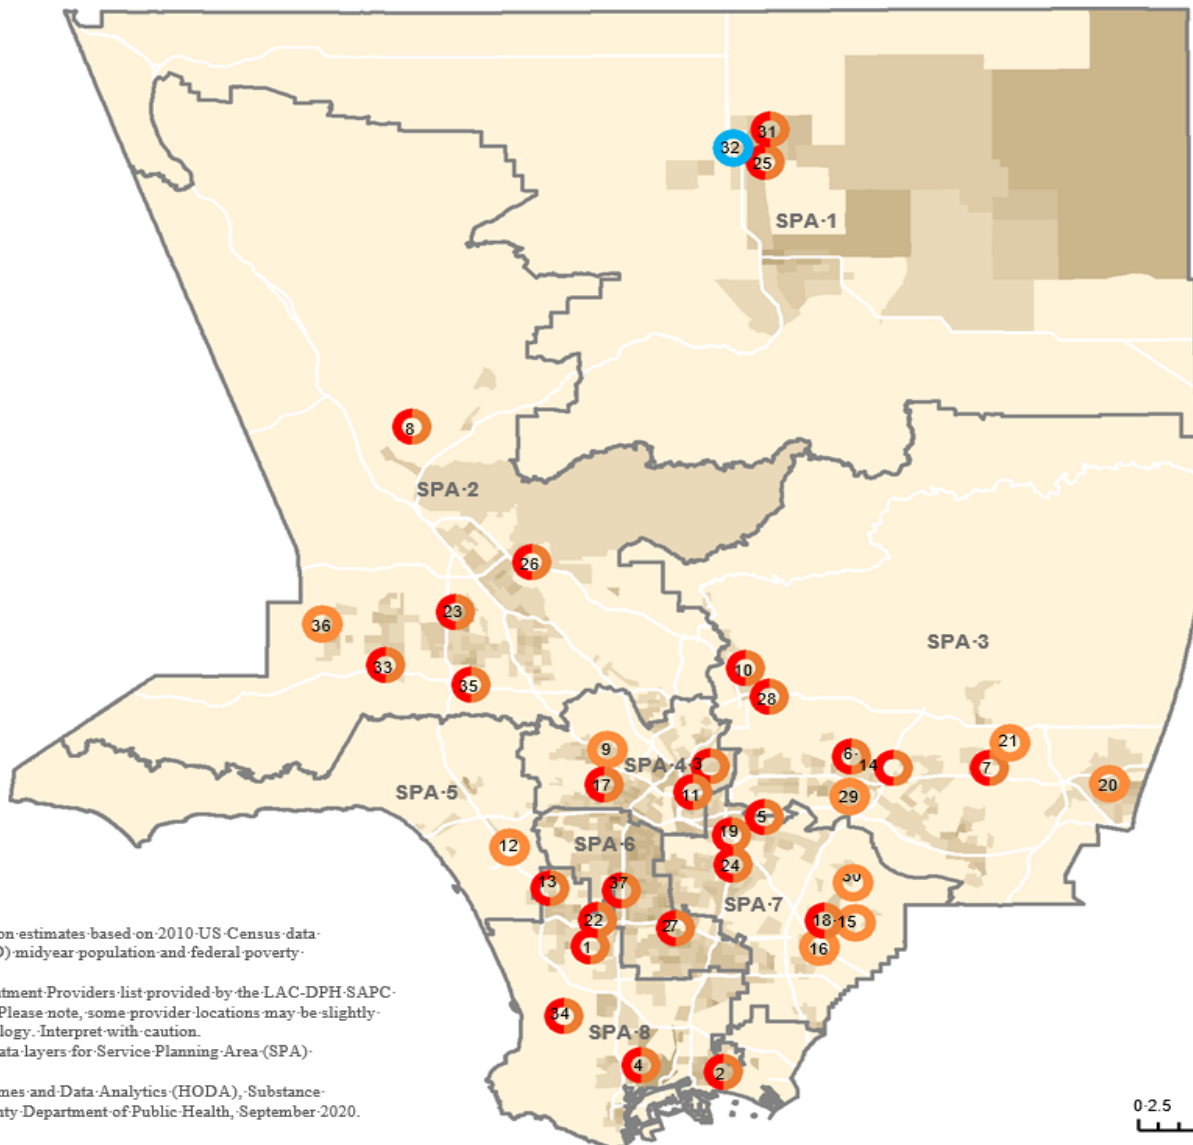 31
32
25
SPA·1
8
SPA·2
26
23
36
33
35
SPA·3
10
28
9
SPA·4
3
17
11
6
14
21
7
20
29
SPA·5
5
19
SPA·6
12
24
13
37
30
SPA·7
22
27
18
15
1
16
on·estimates·based·on·2010·US·Census·data·
D)·midyear·population·and·federal·poverty·
tment·Providers·list·provided·by·the·LAC-DPH·SAPC·
Please·note,·some·provider·locations·may·be·slightly·
logy.·Interpret·with·caution.
ata·layers·for·Service·Planning·Area·(SPA)·
34
SPA·8
4
2
mes·and·Data·Analytics·(HODA),·Substance·
nty·Department·of·Public·Health,·September·2020.
0·2.5